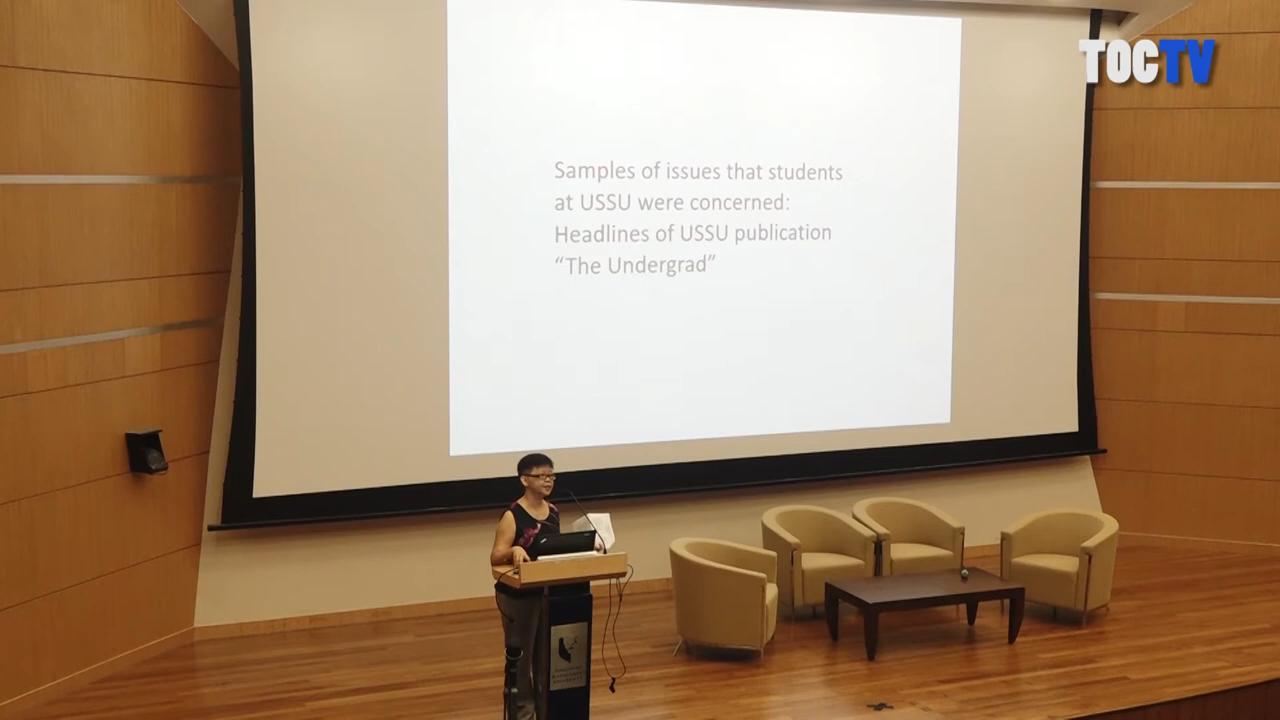 TOCTV
Samples of issues that students
at USSU were concerned:
Headlines of USSU publication
“The Undergrad”